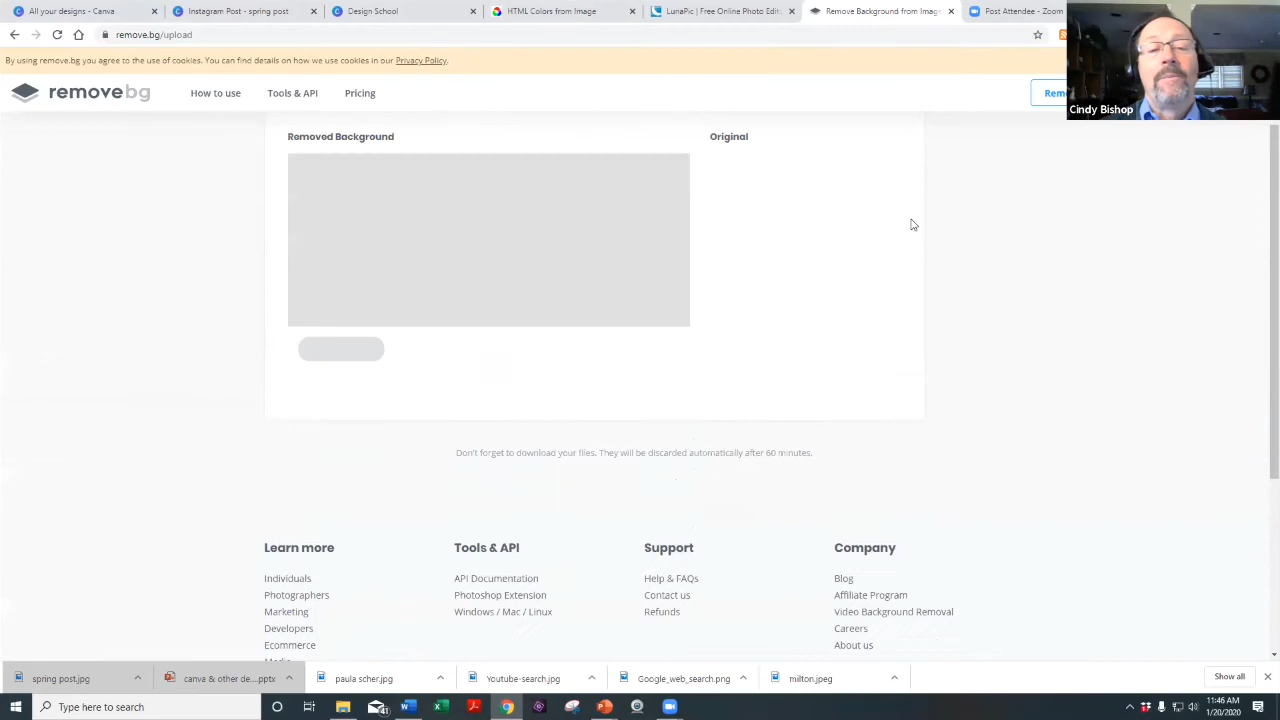 All your designs - Canva
Instagram Post - spring post
Design School
HTML Colors from Image
LunaPic | Free Online Photo Edit
Remove Background from Imag
Post Attendee - Zoom
remove.bg/upload
By using remove.bg you agree to the use of cookies. You can find details on how we use cookies in our Privacy Policy.
removebg
How to use
Tools & API
Pricing
Cindy Bishop
Removed Background
Original
Don't forget to download your files. They will be discarded automatically after 60 minutes.
Learn more
Individuals
Photographers
Marketing
Developers
Ecommerce
Tools & API
API Documentation
Photoshop Extension
Windows / Mac / Linux
Support
Help & FAQs
Contact us
Refunds
Company
Blog
Affiliate Program
Video Background Removal
Careers
About us
canva & other de....pptx
paula scher.jpg
Youtube-search.jpg
Google_web_search.png
milton.jpeg
Show all
Type here to search
41
11:46 AM
1/20/2020